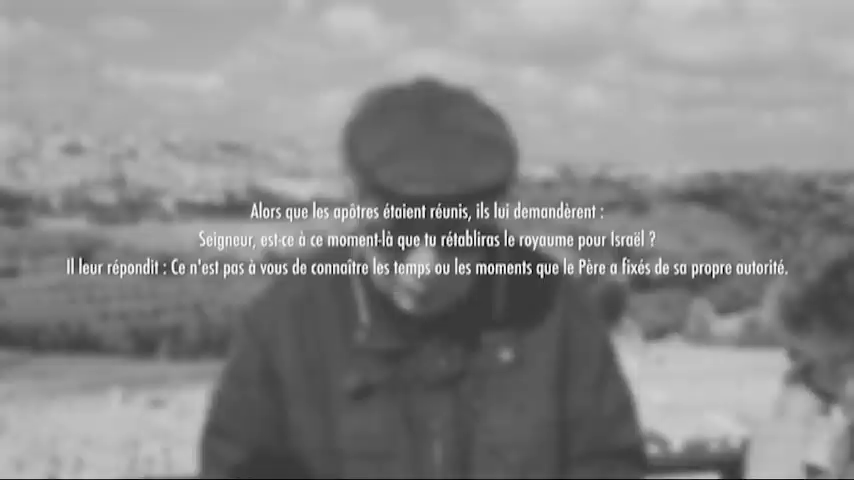 Alors que les apôtres étaient réunis, ils lui demandèrent :
Seigneur, est-ce à ce moment-là que tu rétabliras le royaume pour Israël ?
Il leur répondit : Ce n'est pas à vous de connaître les temps ou les moments que le Père a fixés de sa propre autorité.